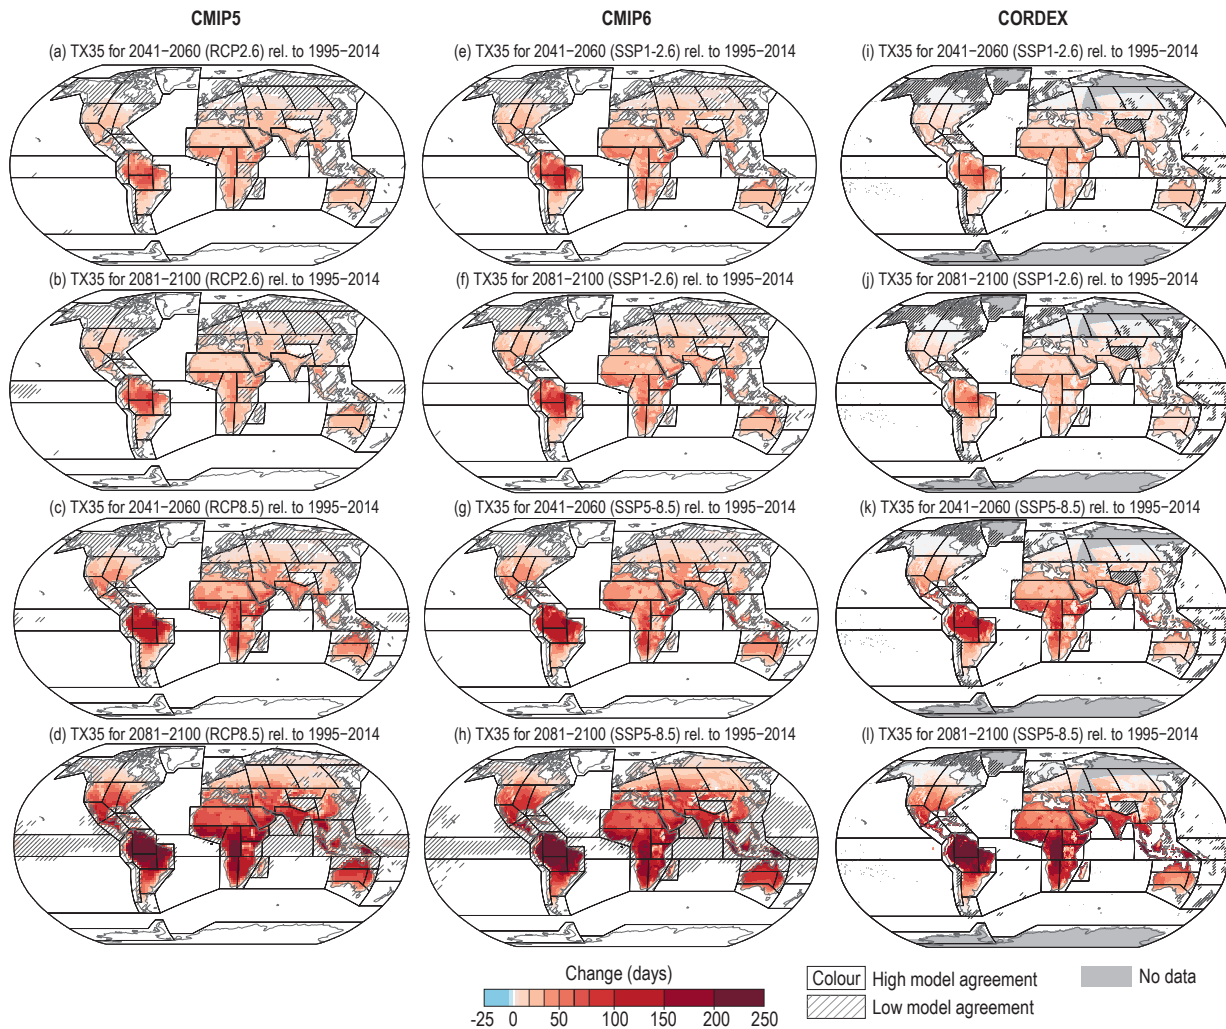 CMIP5
CMIP6
CORDEX
(a) TX35 for 2041−2060 (RCP2.6) rel. to 1995−2014
(e) TX35 for 2041−2060 (SSP1-2.6) rel. to 1995−2014
(i) TX35 for 2041−2060 (SSP1-2.6) rel. to 1995−2014
(b) TX35 for 2081−2100 (RCP2.6) rel. to 1995−2014
(f) TX35 for 2081−2100 (SSP1-2.6) rel. to 1995−2014
(j) TX35 for 2081−2100 (SSP1-2.6) rel. to 1995−2014
(c) TX35 for 2041−2060 (RCP8.5) rel. to 1995−2014
(g) TX35 for 2041−2060 (SSP5-8.5) rel. to 1995−2014
(k) TX35 for 2041−2060 (SSP5-8.5) rel. to 1995−2014
(d) TX35 for 2081−2100 (RCP8.5) rel. to 1995−2014
(h) TX35 for 2081−2100 (SSP5-8.5) rel. to 1995−2014
(l) TX35 for 2081−2100 (SSP5-8.5) rel. to 1995−2014
Change (days)
-25 0 50 100 150 200 250
Colour High model agreement
Low model agreement
No data